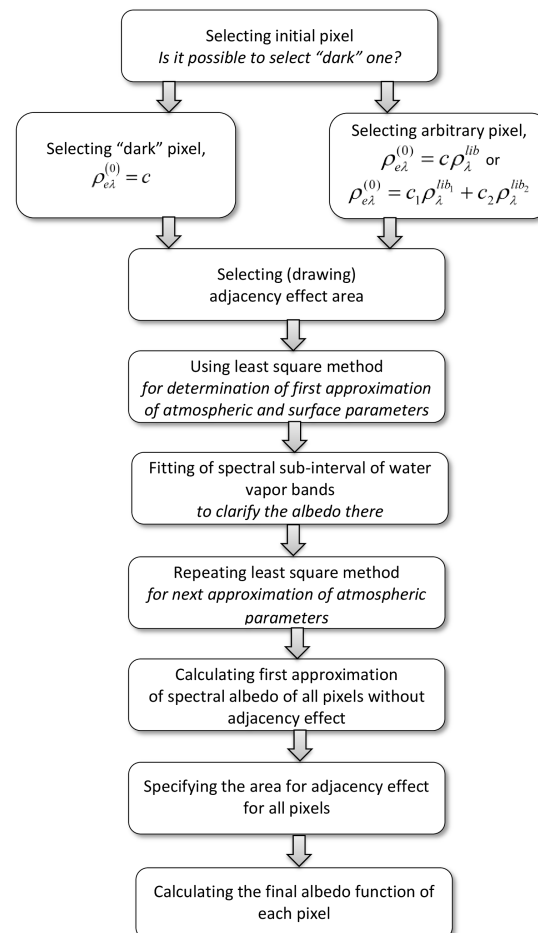 Selecting initial pixel
Is it possible to select “dark” one?
Selecting “dark” pixel,
ρ_{eλ}^{(0)} = c
Selecting arbitrary pixel,
ρ_{eλ}^{(0)} = cρ_λ^{lib} or
ρ_{eλ}^{(0)} = c₁ρ_λ^{lib₁} + c₂ρ_λ^{lib₂}
Selecting (drawing)
adjacency effect area
Using least square method
for determination of first approximation
of atmospheric and surface parameters
Fitting of spectral sub-interval of water
vapor bands
to clarify the albedo there
Repeating least square method
for next approximation of atmospheric
parameters
Calculating first approximation
of spectral albedo of all pixels without
adjacency effect
Specifying the area for adjacency effect
for all pixels
Calculating the final albedo function of
each pixel